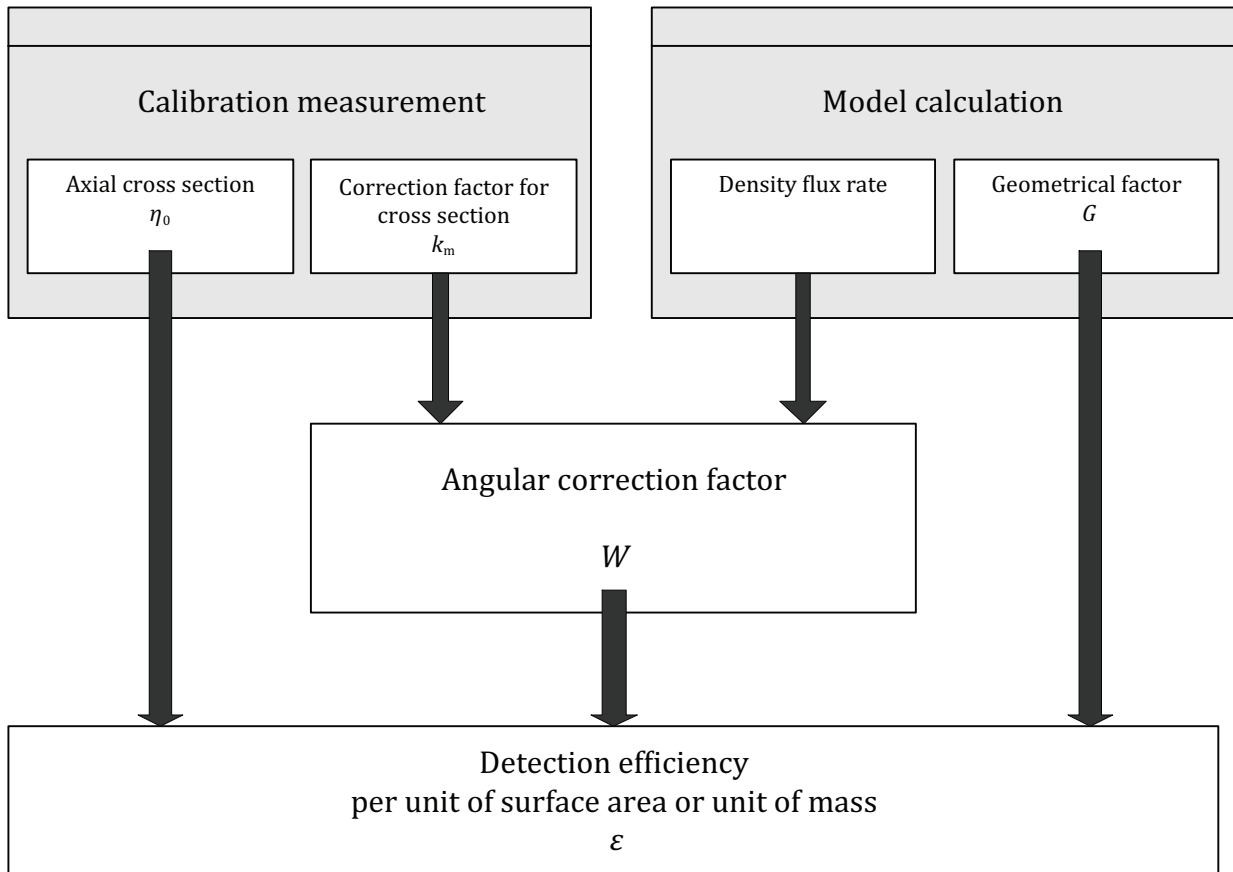 Calibration measurement
Axial cross section
η₀
Correction factor for
cross section
kₘ
Model calculation
Density flux rate
Geometrical factor
G
Angular correction factor
W
Detection efficiency
per unit of surface area or unit of mass
ε